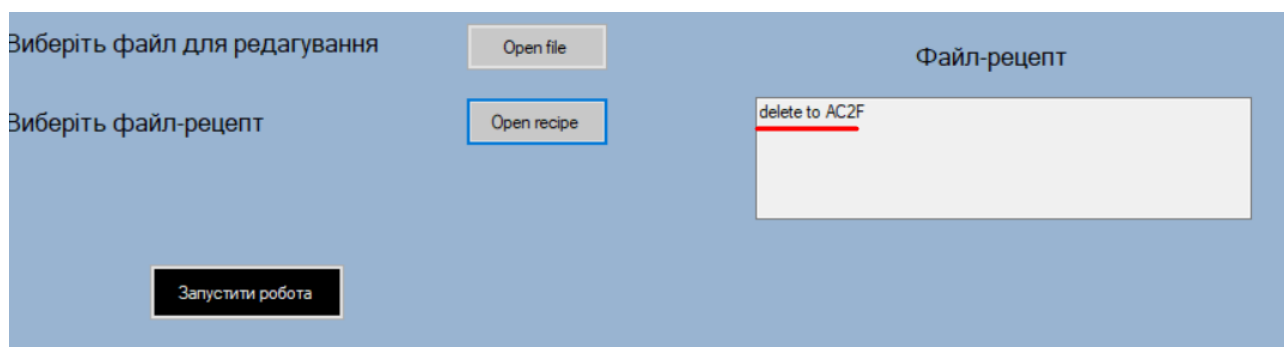 Виберіть файл для редагування
Open file
Файл-рецепт
Виберіть файл-рецепт
Open recipe
delete to AC2F
Запустити робота